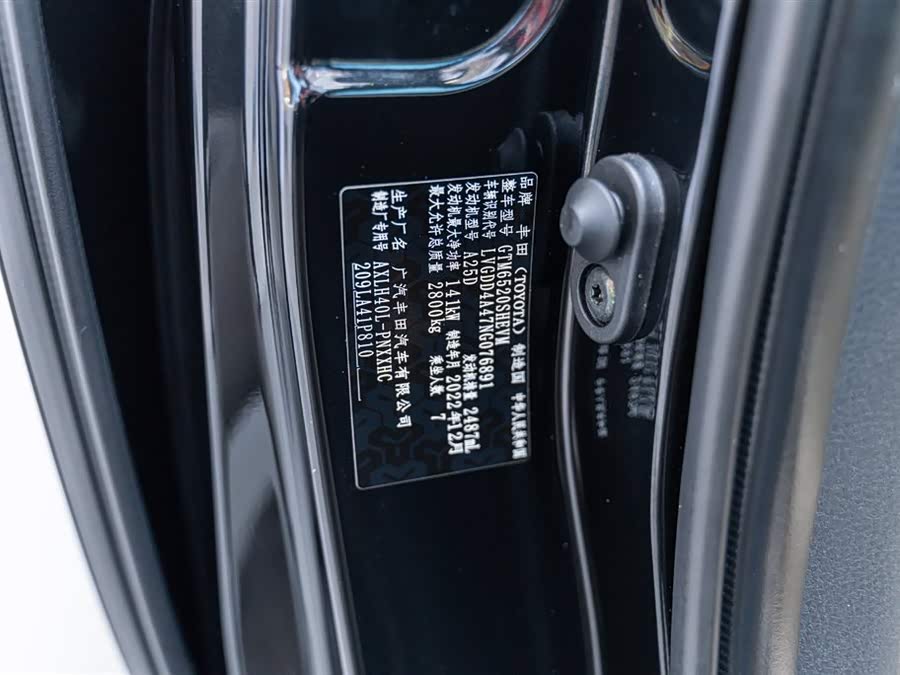 品牌 丰田 (TOYOTA) 制造国 中华人民共和国
整车型号 GTM6520SHEVM
车辆识别代号 LVGDD4A47NG076891
发动机型号 A25D 发动机排量 2487mL
发动机最大净功率 141kW 制造年月 2022年12月
最大允许总质量 2800kg 乘坐人数 7
生产厂名 广汽丰田汽车有限公司
制造厂专用号 AXLH40L-PNXXHC
209LA41P810